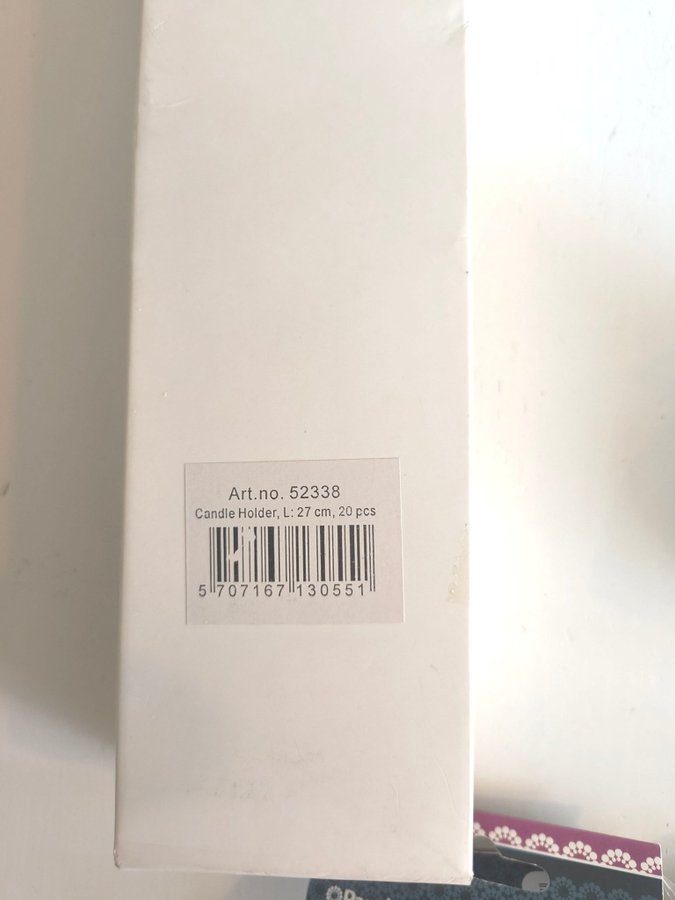 Art.no. 52338
Candle Holder, L: 27 cm, 20 pcs
5 707167 130551